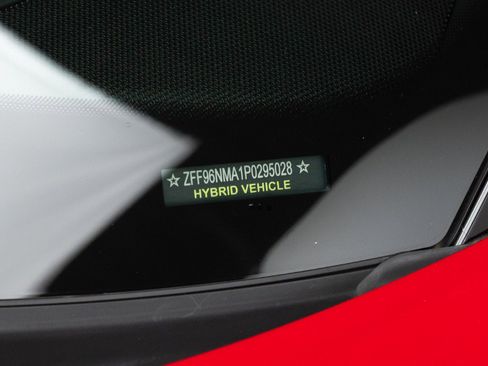 ☆ ZFF96NMA1P0295028 ☆
HYBRID VEHICLE